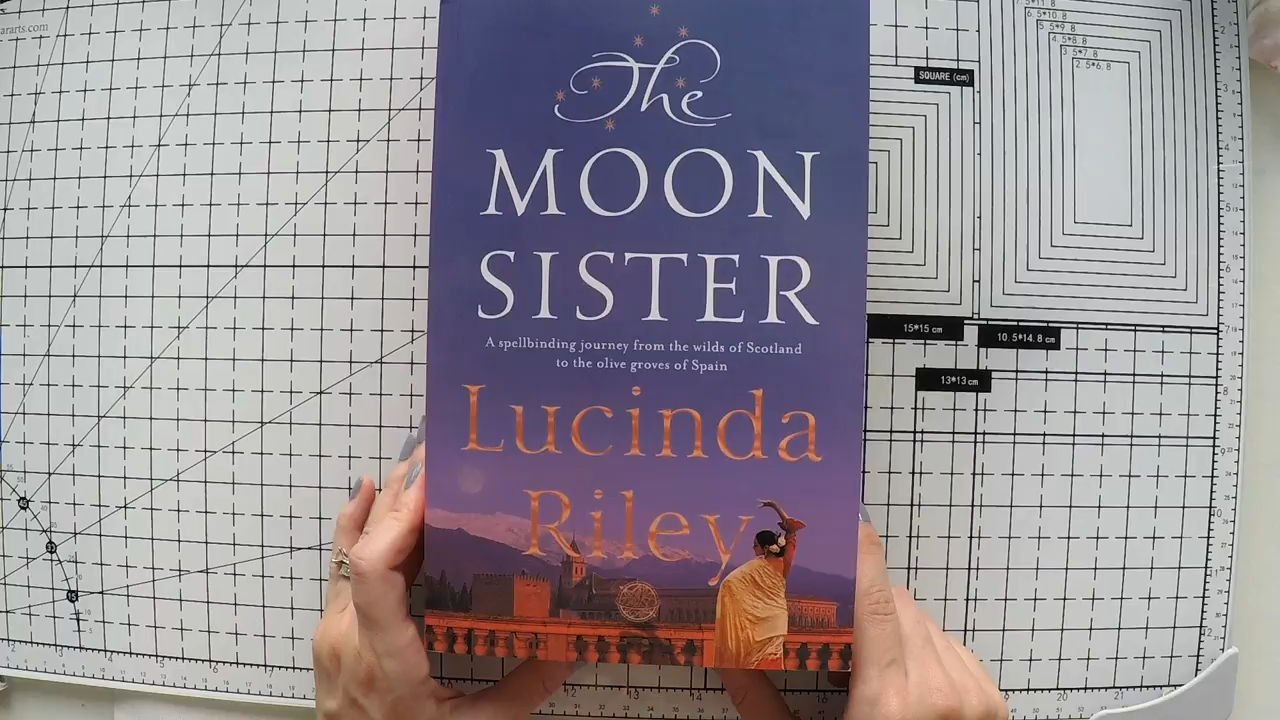 ararts.com
The
MOON
SISTER
A spellbinding journey from the wilds of Scotland
to the olive groves of Spain
Lucinda
Riley
6.5*10.8
5.5*9.8
4.5*8.8
3.5*7.8
2.5*6.8
SQUARE (cm)
15*15 cm
10.5*14.8 cm
13*13 cm